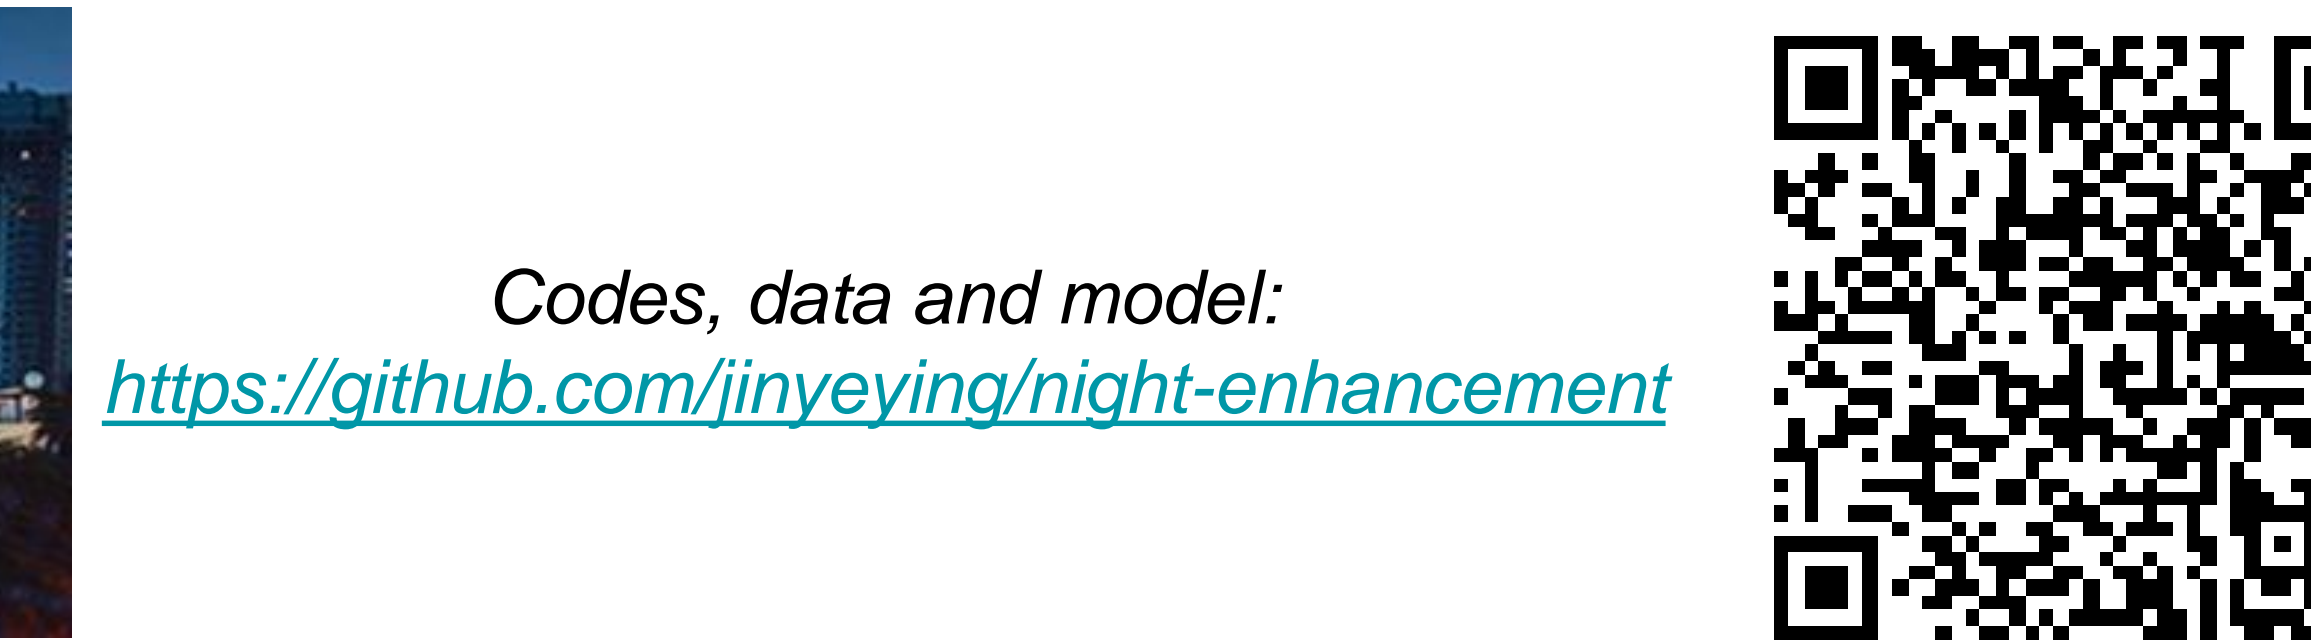 Codes, data and model:
https://github.com/jinyeying/night-enhancement